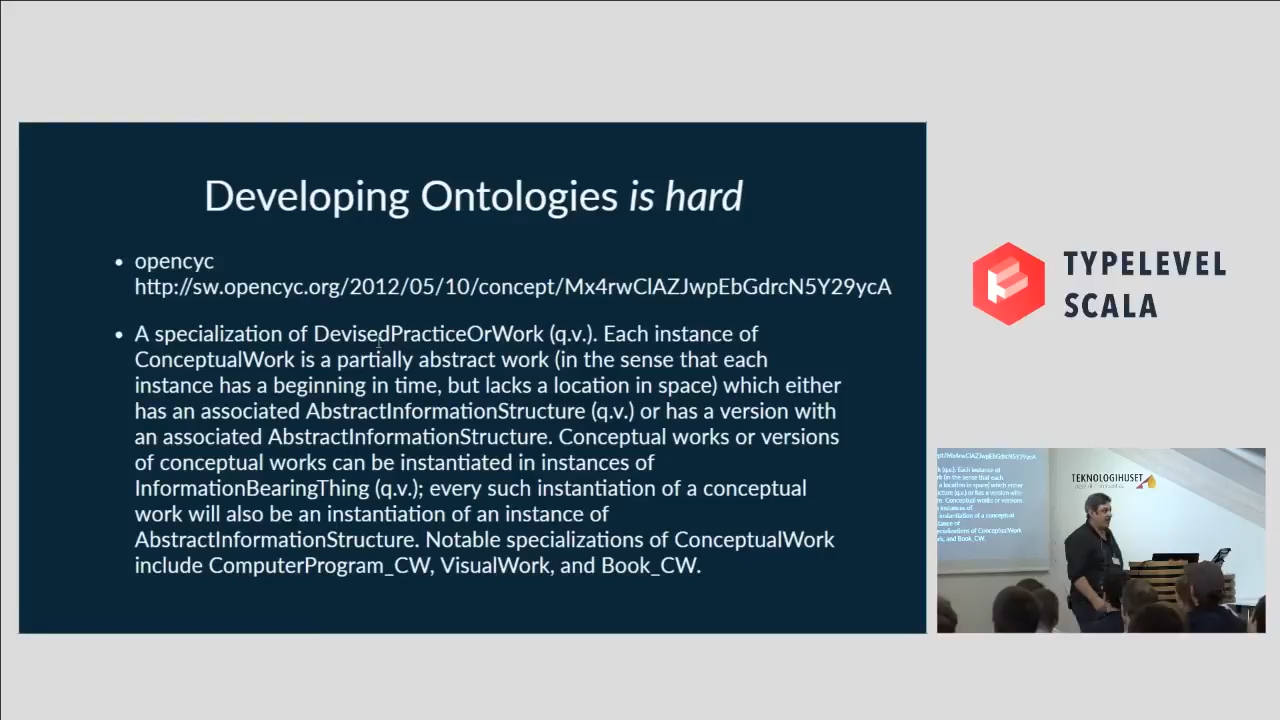 Developing Ontologies is hard
• opencyc
http://sw.opencyc.org/2012/05/10/concept/Mx4rwClAZJwpEbGdrcN5Y29ycA
• A specialization of DevisedPracticeOrWork (q.v.). Each instance of
ConceptualWork is a partially abstract work (in the sense that each
instance has a beginning in time, but lacks a location in space) which either
has an associated AbstractInformationStructure (q.v.) or has a version with
an associated AbstractInformationStructure. Conceptual works or versions
of conceptual works can be instantiated in instances of
InformationBearingThing (q.v.); every such instantiation of a conceptual
work will also be an instantiation of an instance of
AbstractInformationStructure. Notable specializations of ConceptualWork
include ComputerProgram_CW, VisualWork, and Book_CW.
TYPELEVEL
SCALA
TEKNOLOGIHUSET